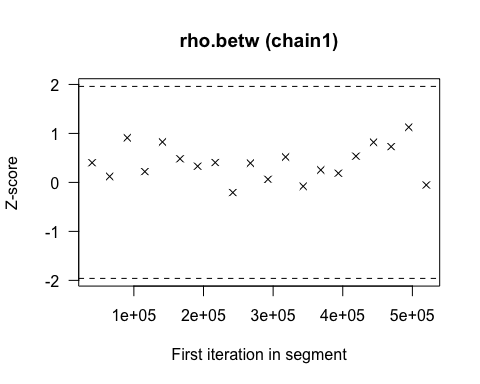 rho.betw (chain1)
2
1
0
-1
-2
Z-score
1e+05 2e+05 3e+05 4e+05 5e+05
First iteration in segment